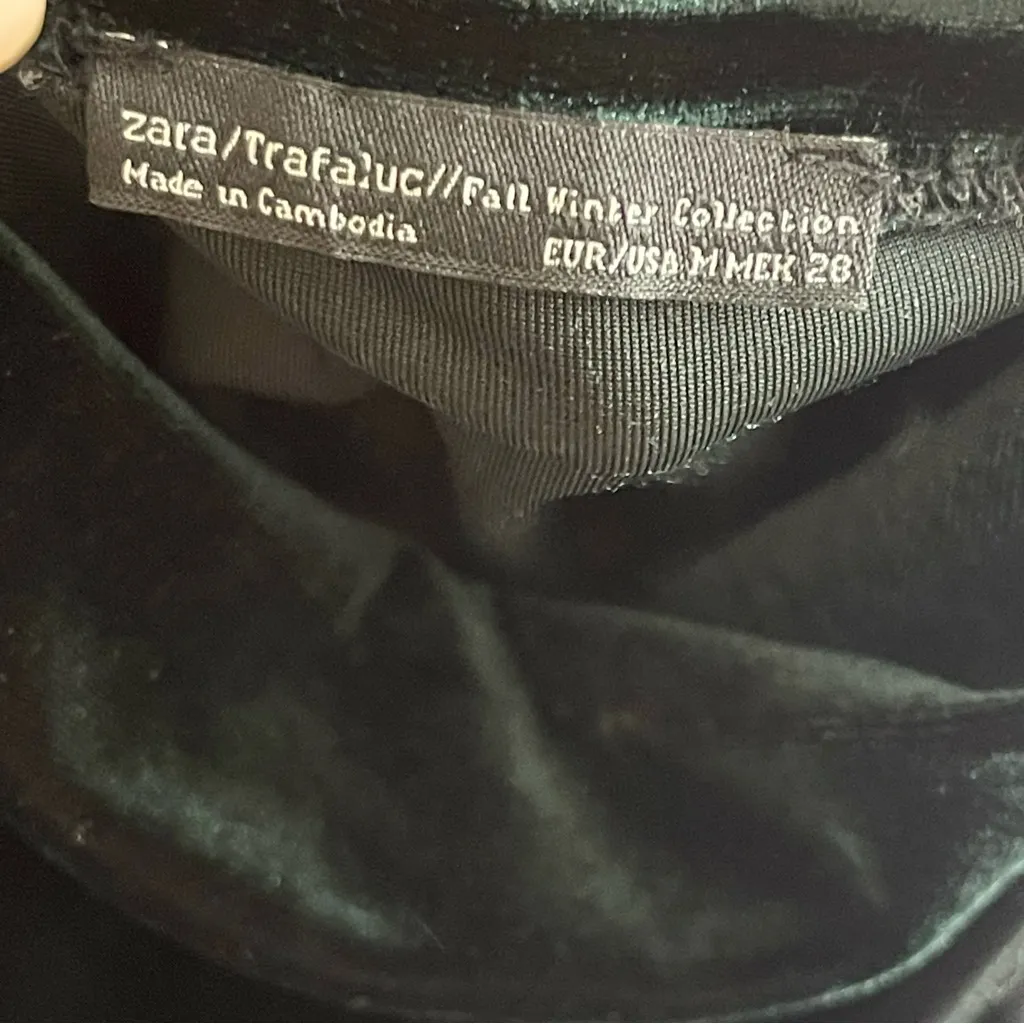 zara/Trafaluc//Fall Winter Collection
Made in Cambodia
EUR/USA M MEX 28